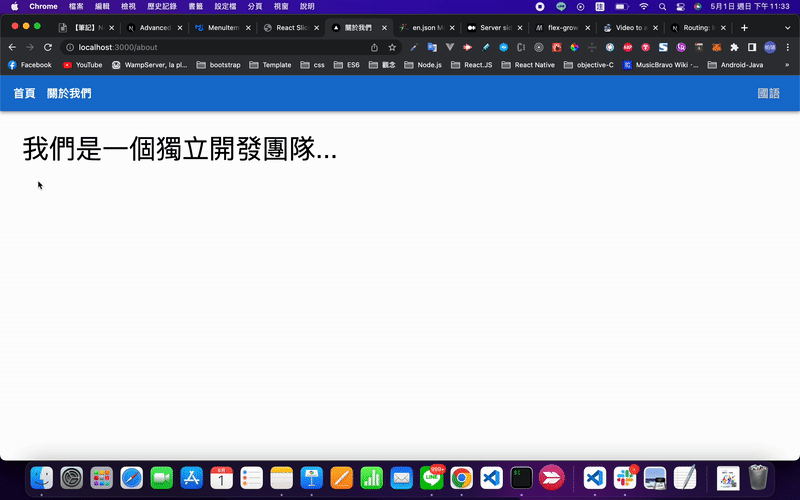 Chrome 檔案 編輯 檢視 歷史記錄 書籤 設定檔 分頁 視窗 說明 5月1日 週日 下午 11:33
【筆記】N Advanced MenuItem React Slic 關於我們 en.json M Server sid flex-grow Video to a Routing: I
localhost:3000/about
Facebook YouTube WampServer, la pl... bootstrap Template css ES6 觀念 Node.js React.JS React Native objective-C MusicBravo Wiki - ... Android-Java
首頁 關於我們 國語
我們是一個獨立開發團隊...